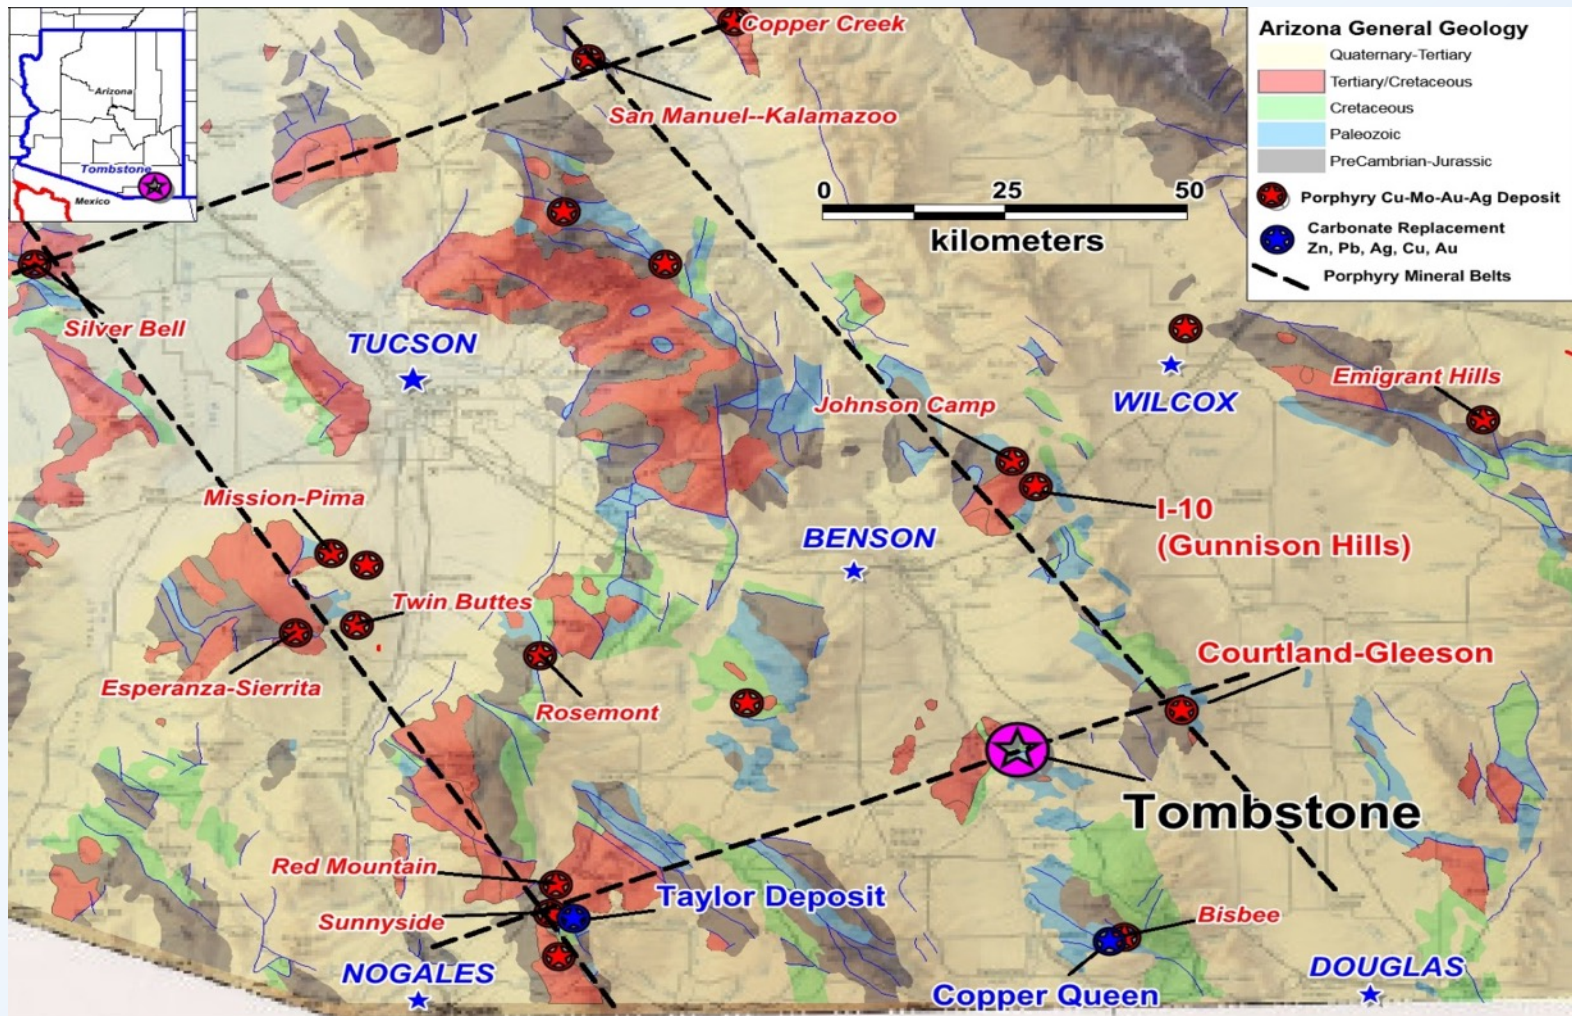 Arizona
Tombstone
Mexico
Copper Creek
San Manuel--Kalamazoo
0 25 50
kilometers
Arizona General Geology
Quaternary-Tertiary
Tertiary/Cretaceous
Cretaceous
Paleozoic
PreCambrian-Jurassic
Porphyry Cu-Mo-Au-Ag Deposit
Carbonate Replacement
Zn, Pb, Ag, Cu, Au
Porphyry Mineral Belts
Silver Bell
TUCSON
Emigrant Hills
WILCOX
Johnson Camp
Mission-Pima
I-10
(Gunnison Hills)
BENSON
Twin Buttes
Courtland-Gleeson
Esperanza-Sierrita
Rosemont
Tombstone
Red Mountain
Taylor Deposit
Sunnyside
Bisbee
NOGALES
DOUGLAS
Copper Queen